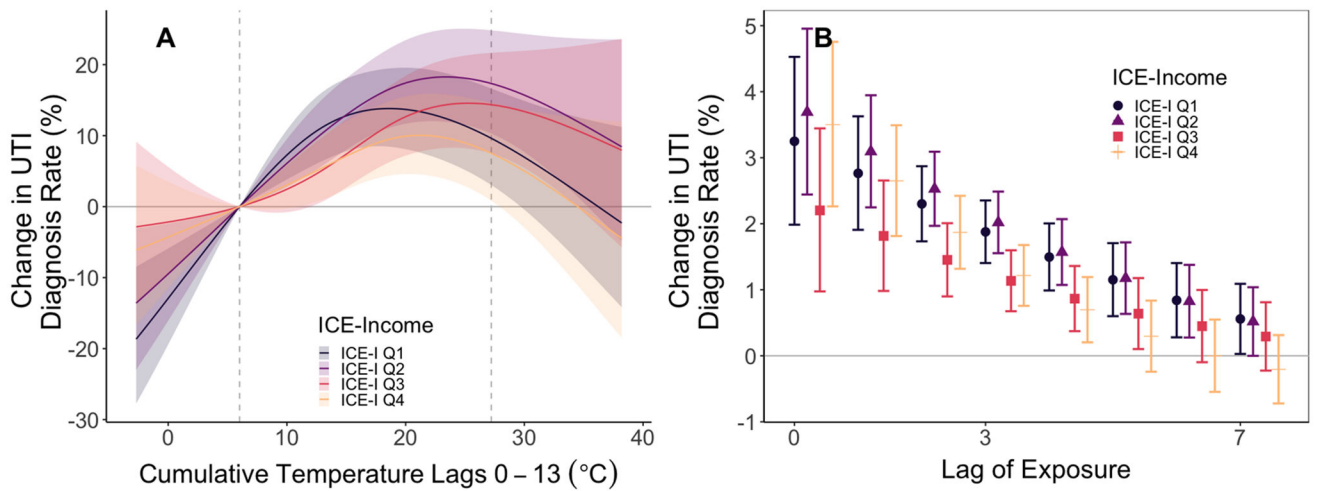 A
Change in UTI
Diagnosis Rate (%)
20
10
0
-10
-20
-30
ICE-Income
ICE-I Q1
ICE-I Q2
ICE-I Q3
ICE-I Q4
0 10 20 30 40
Cumulative Temperature Lags 0 – 13 (°C)
B
Change in UTI
Diagnosis Rate (%)
5
4
3
2
1
0
-1
ICE-Income
ICE-I Q1
ICE-I Q2
ICE-I Q3
ICE-I Q4
0 3 7
Lag of Exposure